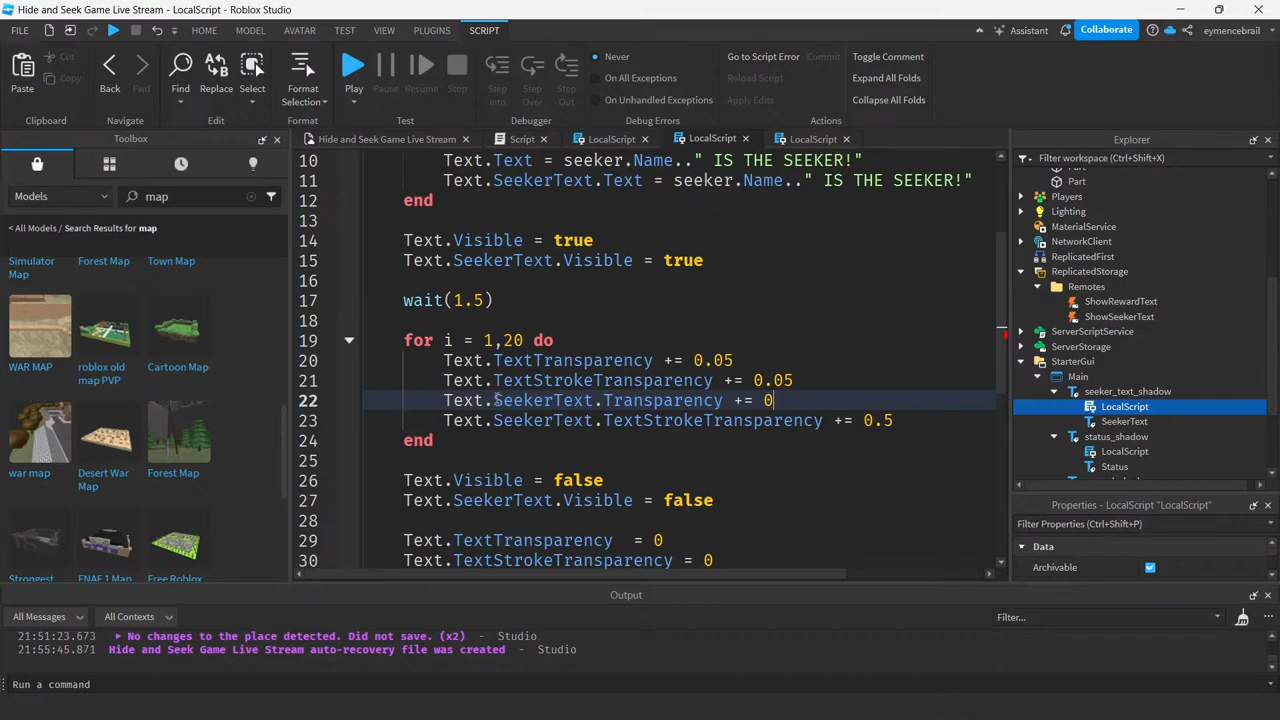 Hide and Seek Game Live Stream - LocalScript - Roblox Studio
FILE HOME MODEL AVATAR TEST VIEW PLUGINS SCRIPT Assistant Collaborate eymencebrail
Paste Cut Copy Back Fwd Find Replace Select Format Selection Play Pause Resume Stop Step Into Step Over Step Out
Never
On All Exceptions
On Unhandled Exceptions
Go to Script Error Commit
Reload Script
Apply Edits
Toggle Comment
Expand All Folds
Collapse All Folds
Clipboard Navigate Edit Format Test Debugger Debug Errors Actions
Toolbox
Hide and Seek Game Live Stream Script LocalScript LocalScript LocalScript
Models map
< All Models / Search Results for map
Simulator Map Forest Map Town Map
WAR MAP roblox old map PVP Cartoon Map
war map Desert War Map Forest Map
Strongest FNAF 1 Map Free Roblox
10 Text.Text = seeker.Name.." IS THE SEEKER!"
11 Text.SeekerText.Text = seeker.Name.." IS THE SEEKER!"
12 end
13
14 Text.Visible = true
15 Text.SeekerText.Visible = true
16
17 wait(1.5)
18
19 for i = 1,20 do
20 Text.TextTransparency += 0.05
21 Text.TextStrokeTransparency += 0.05
22 Text.SeekerText.Transparency += 0
23 Text.SeekerText.TextStrokeTransparency += 0.5
24 end
25
26 Text.Visible = false
27 Text.SeekerText.Visible = false
28
29 Text.TextTransparency  = 0
30 Text.TextStrokeTransparency = 0
Explorer
Filter workspace (Ctrl+Shift+X)
Part
Part
Players
Lighting
MaterialService
NetworkClient
ReplicatedFirst
ReplicatedStorage
Remotes
ShowRewardText
ShowSeekerText
ServerScriptService
ServerStorage
StarterGui
Main
seeker_text_shadow
LocalScript
SeekerText
status_shadow
LocalScript
Status
Properties - LocalScript "LocalScript"
Filter Properties (Ctrl+Shift+P)
Data
Archivable
Output
All Messages All Contexts Filter...
21:51:23.673 No changes to the place detected. Did not save. (x2) - Studio
21:55:45.871 Hide and Seek Game Live Stream auto-recovery file was created - Studio
Run a command